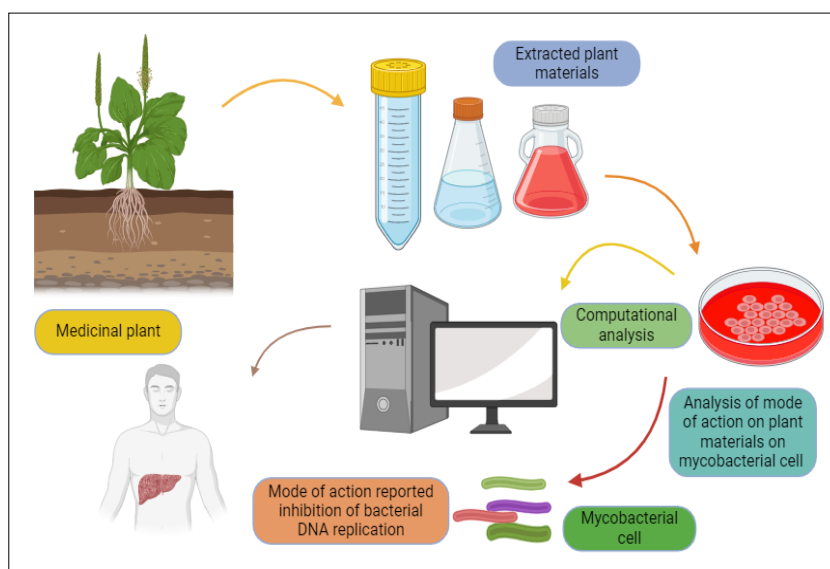 Extracted plant
materials
Medicinal plant
Computational
analysis
Analysis of mode
of action on plant
materials on
mycobacterial cell
Mode of action reported
inhibition of bacterial
DNA replication
Mycobacterial
cell